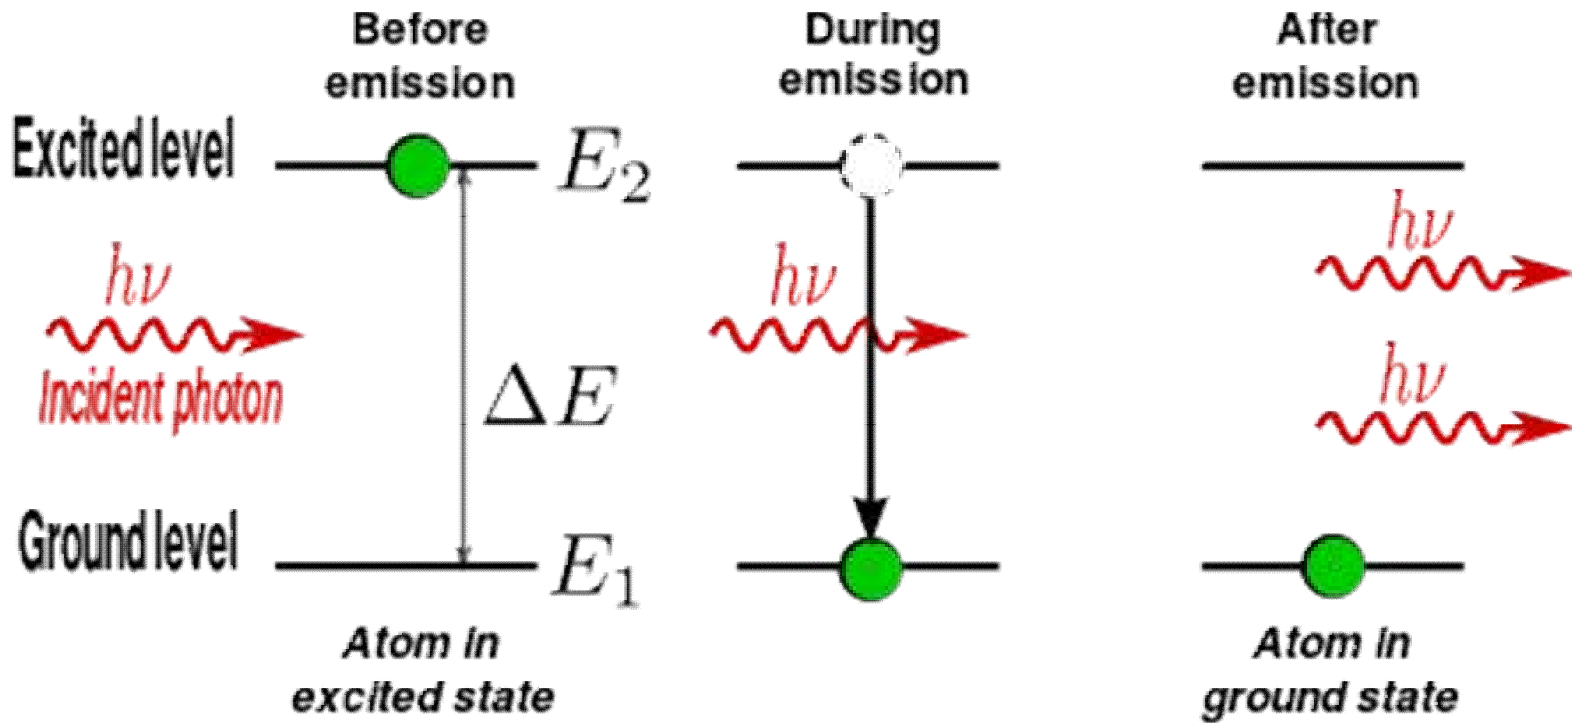 Before
emission
During
emission
After
emission
Excited level
E₂
hν
Incident photon
ΔE
hν
hν
hν
Ground level
E₁
Atom in
excited state
Atom in
ground state